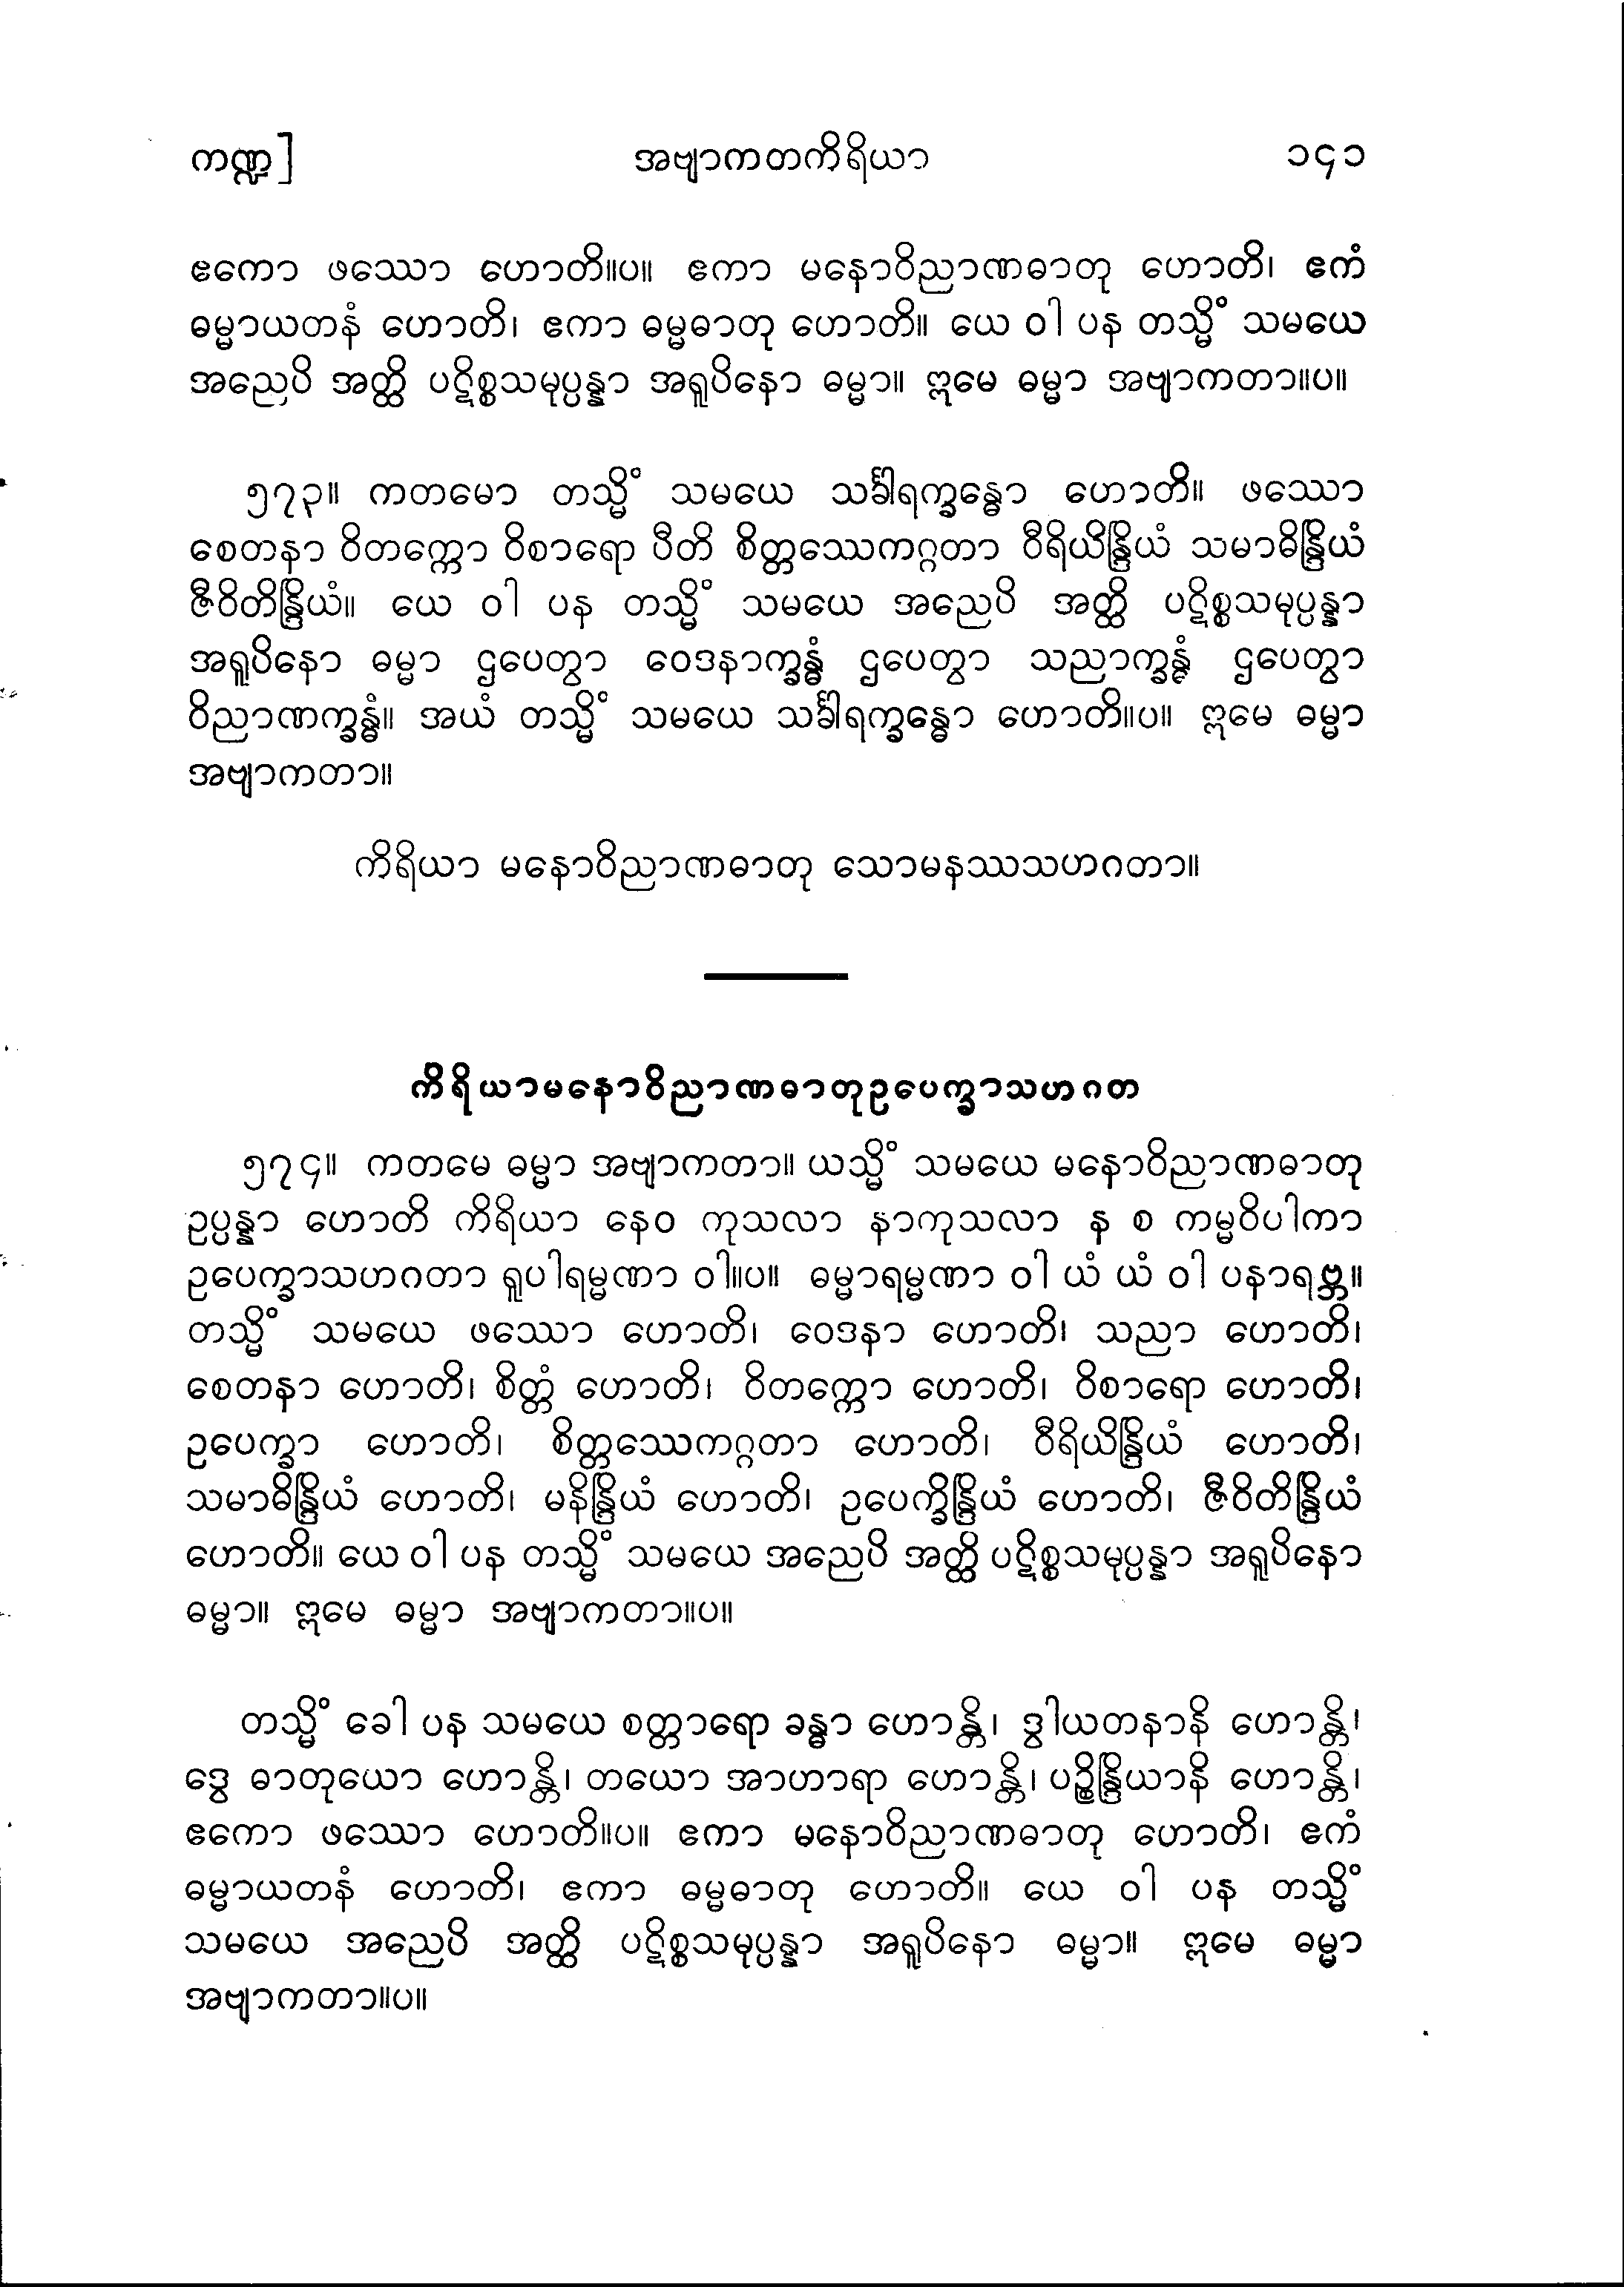 ကဏ္ဍ] အဗျာကတကိရိယာ ၁၄၁
ဧကော ဖဿော ဟောတိ။ပ။ ဧကာ မနောဝိညာဏဓာတု ဟောတိ၊ ဧကံ
ဓမ္မာယတနံ ဟောတိ၊ ဧကာ ဓမ္မဓာတု ဟောတိ။ ယေ ဝါ ပန တသ္မိံ သမယေ
အညေပိ အတ္ထိ ပဋိစ္စသမုပ္ပန္နာ အရူပိနော ဓမ္မာ။ ဣမေ ဓမ္မာ အဗျာကတာ။ပ။
၅၇၃။ ကတမော တသ္မိံ သမယေ သင်္ခါရက္ခန္ဓော ဟောတိ။ ဖဿော
စေတနာ ဝိတက္ကော ဝိစာရော ပီတိ စိတ္တဿေကဂ္ဂတာ ဝီရိယိန္ဒြိယံ သမာဓိန္ဒြိယံ
ဇီဝိတိန္ဒြိယံ။ ယေ ဝါ ပန တသ္မိံ သမယေ အညေပိ အတ္ထိ ပဋိစ္စသမုပ္ပန္နာ
အရူပိနော ဓမ္မာ ဌပေတွာ ဝေဒနာက္ခန္ဓံ ဌပေတွာ သညာက္ခန္ဓံ ဌပေတွာ
ဝိညာဏက္ခန္ဓံ။ အယံ တသ္မိံ သမယေ သင်္ခါရက္ခန္ဓော ဟောတိ။ပ။ ဣမေ ဓမ္မာ
အဗျာကတာ။
ကိရိယာ မနောဝိညာဏဓာတု သောမနဿသဟဂတာ။
ကိရိယာမနောဝိညာဏဓာတုဥပေက္ခာသဟဂတ
၅၇၄။ ကတမေ ဓမ္မာ အဗျာကတာ။ ယသ္မိံ သမယေ မနောဝိညာဏဓာတု
ဥပ္ပန္နာ ဟောတိ ကိရိယာ နေဝ ကုသလာ နာကုသလာ န စ ကမ္မဝိပါကာ
ဥပေက္ခာသဟဂတာ ရူပါရမ္မဏာ ဝါ။ပ။ ဓမ္မာရမ္မဏာ ဝါ ယံ ယံ ဝါ ပနာရဗ္ဘ။
တသ္မိံ သမယေ ဖဿော ဟောတိ၊ ဝေဒနာ ဟောတိ၊ သညာ ဟောတိ၊
စေတနာ ဟောတိ၊ စိတ္တံ ဟောတိ၊ ဝိတက္ကော ဟောတိ၊ ဝိစာရော ဟောတိ၊
ဥပေက္ခာ ဟောတိ၊ စိတ္တဿေကဂ္ဂတာ ဟောတိ၊ ဝီရိယိန္ဒြိယံ ဟောတိ၊
သမာဓိန္ဒြိယံ ဟောတိ၊ မနိန္ဒြိယံ ဟောတိ၊ ဥပေက္ခိန္ဒြိယံ ဟောတိ၊ ဇီဝိတိန္ဒြိယံ
ဟောတိ။ ယေ ဝါ ပန တသ္မိံ သမယေ အညေပိ အတ္ထိ ပဋိစ္စသမုပ္ပန္နာ အရူပိနော
ဓမ္မာ။ ဣမေ ဓမ္မာ အဗျာကတာ။ပ။
တသ္မိံ ခေါ ပန သမယေ စတ္တာရော ခန္ဓာ ဟောန္တိ၊ ဒွါယတနာနိ ဟောန္တိ၊
ဒွေ ဓာတုယော ဟောန္တိ၊ တယော အာဟာရာ ဟောန္တိ၊ ပဉ္စိန္ဒြိယာနိ ဟောန္တိ၊
ဧကော ဖဿော ဟောတိ။ပ။ ဧကာ မနောဝိညာဏဓာတု ဟောတိ၊ ဧကံ
ဓမ္မာယတနံ ဟောတိ၊ ဧကာ ဓမ္မဓာတု ဟောတိ။ ယေ ဝါ ပန တသ္မိံ
သမယေ အညေပိ အတ္ထိ ပဋိစ္စသမုပ္ပန္နာ အရူပိနော ဓမ္မာ။ ဣမေ ဓမ္မာ
အဗျာကတာ။ပ။